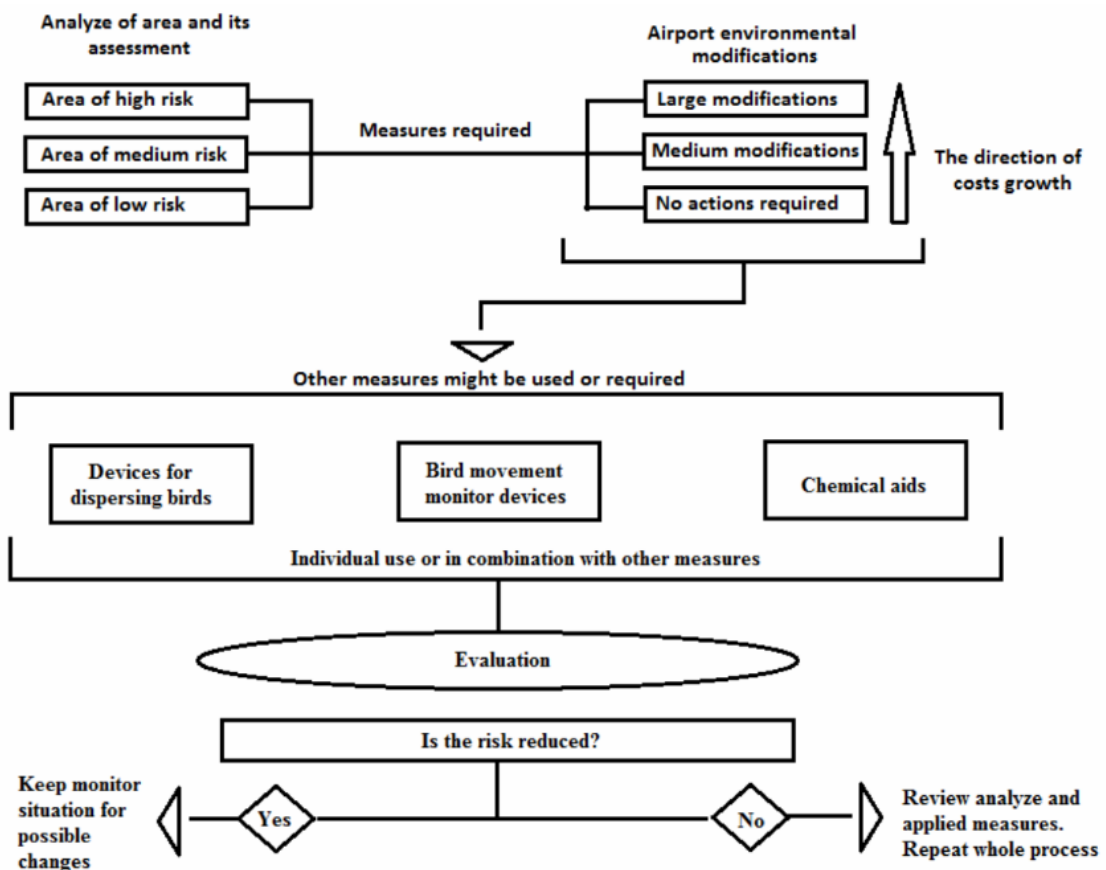 Analyze of area and its
assessment
Airport environmental
modifications
Area of high risk
Large modifications
Measures required
Area of medium risk
Medium modifications
The direction of
costs growth
Area of low risk
No actions required
Other measures might be used or required
Devices for
dispersing birds
Bird movement
monitor devices
Chemical aids
Individual use or in combination with other measures
Evaluation
Is the risk reduced?
Keep monitor
situation for
possible
changes
Yes
No
Review analyze and
applied measures.
Repeat whole process